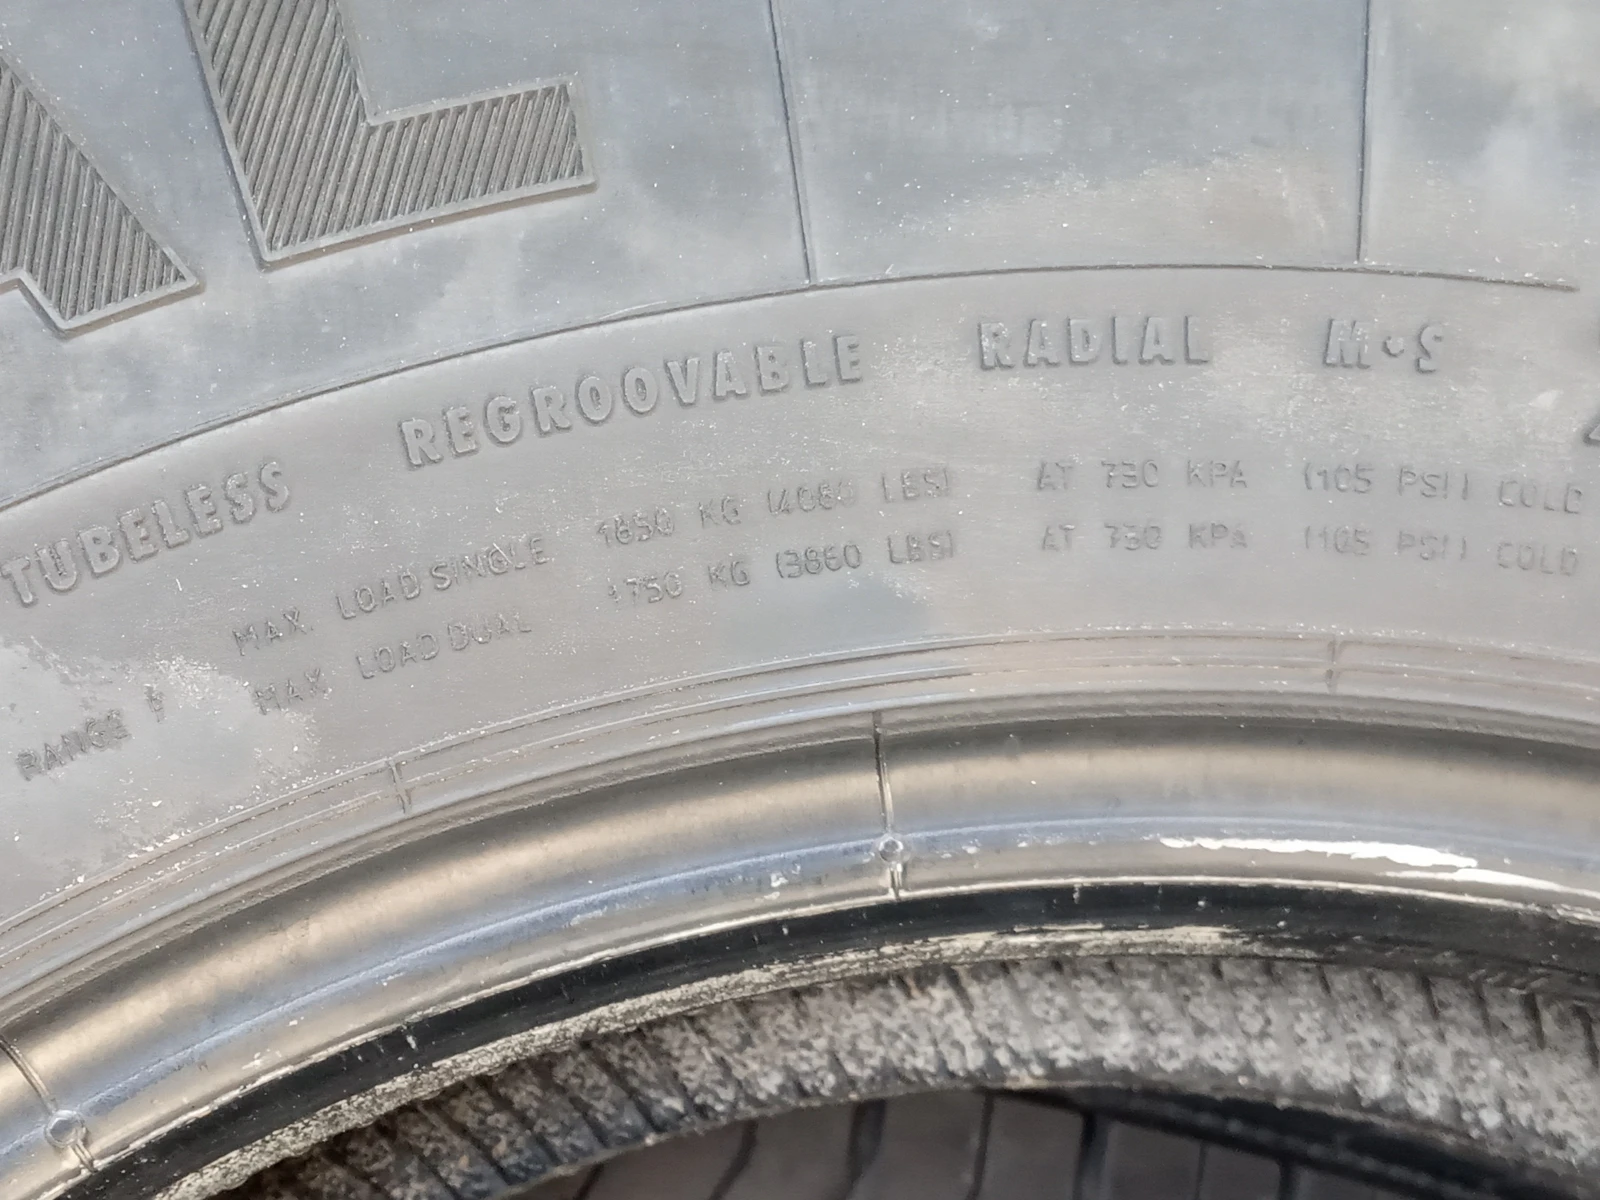 AL
TUBELESS REGROOVABLE RADIAL M•S
MAX. LOAD SINGLE 1850 KG (4080 LBS) AT 730 KPA (105 PSI) COLD
MAX. LOAD DUAL 1750 KG (3860 LBS) AT 730 KPA (105 PSI) COLD
RANGE